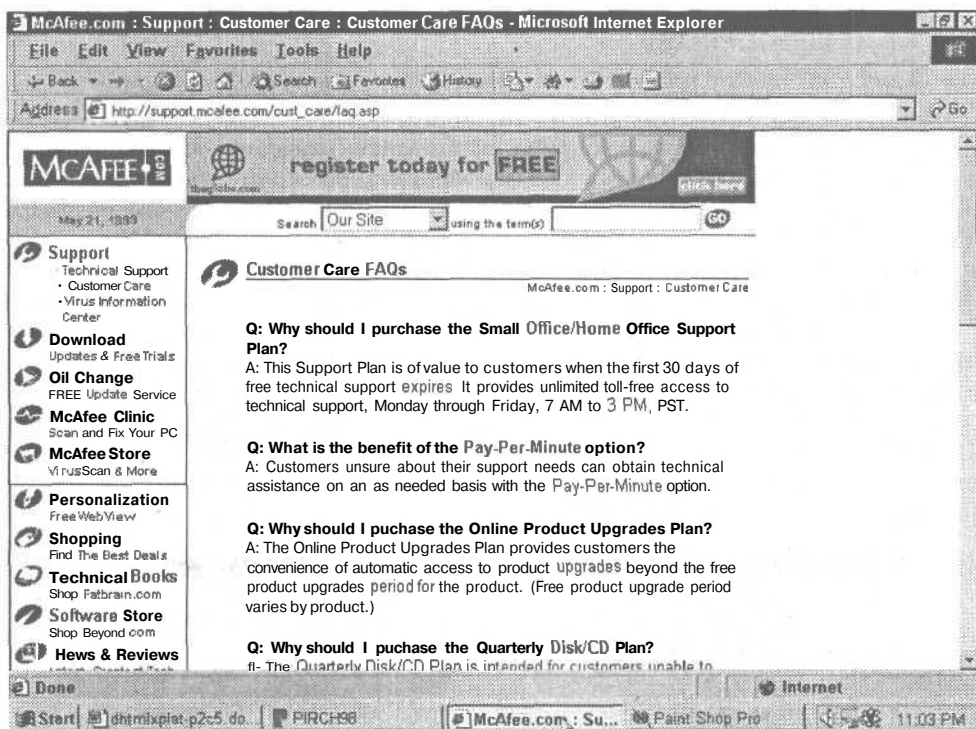 McAfee.com : Support : Customer Care : Customer Care FAQs - Microsoft Internet Explorer
File Edit View Favorites Tools Help
Back Search Favorites History
Address http://support.mcafee.com/cust_care/faq.asp Go
McAFEE COM
register today for FREE
theglobe.com
click here
May 21, 1999
Search Our Site using the term(s) GO
Support
· Technical Support
· Customer Care
· Virus Information Center
Download
Updates & Free Trials
Oil Change
FREE Update Service
McAfee Clinic
Scan and Fix Your PC
McAfee Store
VirusScan & More
Personalization
Free WebView
Shopping
Find The Best Deals
Technical Books
Shop Fatbrain.com
Software Store
Shop Beyond com
Hews & Reviews
Customer Care FAQs
McAfee.com : Support : Customer Care
Q: Why should I purchase the Small Office/Home Office Support
Plan?
A: This Support Plan is of value to customers when the first 30 days of
free technical support expires It provides unlimited toll-free access to
technical support, Monday through Friday, 7 AM to 3 PM, PST.
Q: What is the benefit of the Pay-Per-Minute option?
A: Customers unsure about their support needs can obtain technical
assistance on an as needed basis with the Pay-Per-Minute option.
Q: Why should I puchase the Online Product Upgrades Plan?
A: The Online Product Upgrades Plan provides customers the
convenience of automatic access to product upgrades beyond the free
product upgrades period for the product. (Free product upgrade period
varies by product.)
Q: Why should I puchase the Quarterly Disk/CD Plan?
fl- The Quarterly Disk/CD Plan is intended for customers unable to
Done Internet
Start dhtmixplat-p2c5.do... PIRCH98 McAfee.com : Su... Paint Shop Pro 11:03 PM